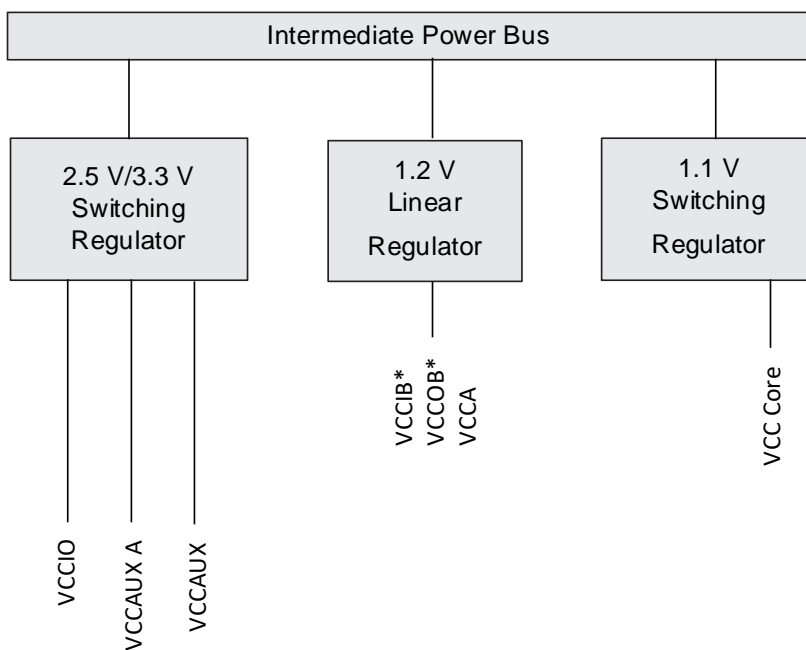 Intermediate Power Bus
2.5 V/3.3 V
Switching
Regulator
1.2 V
Linear
Regulator
1.1 V
Switching
Regulator
VCCIO
VCCAUX A
VCCAUX
VCCIB*
VCCOB*
VCCA
VCC Core